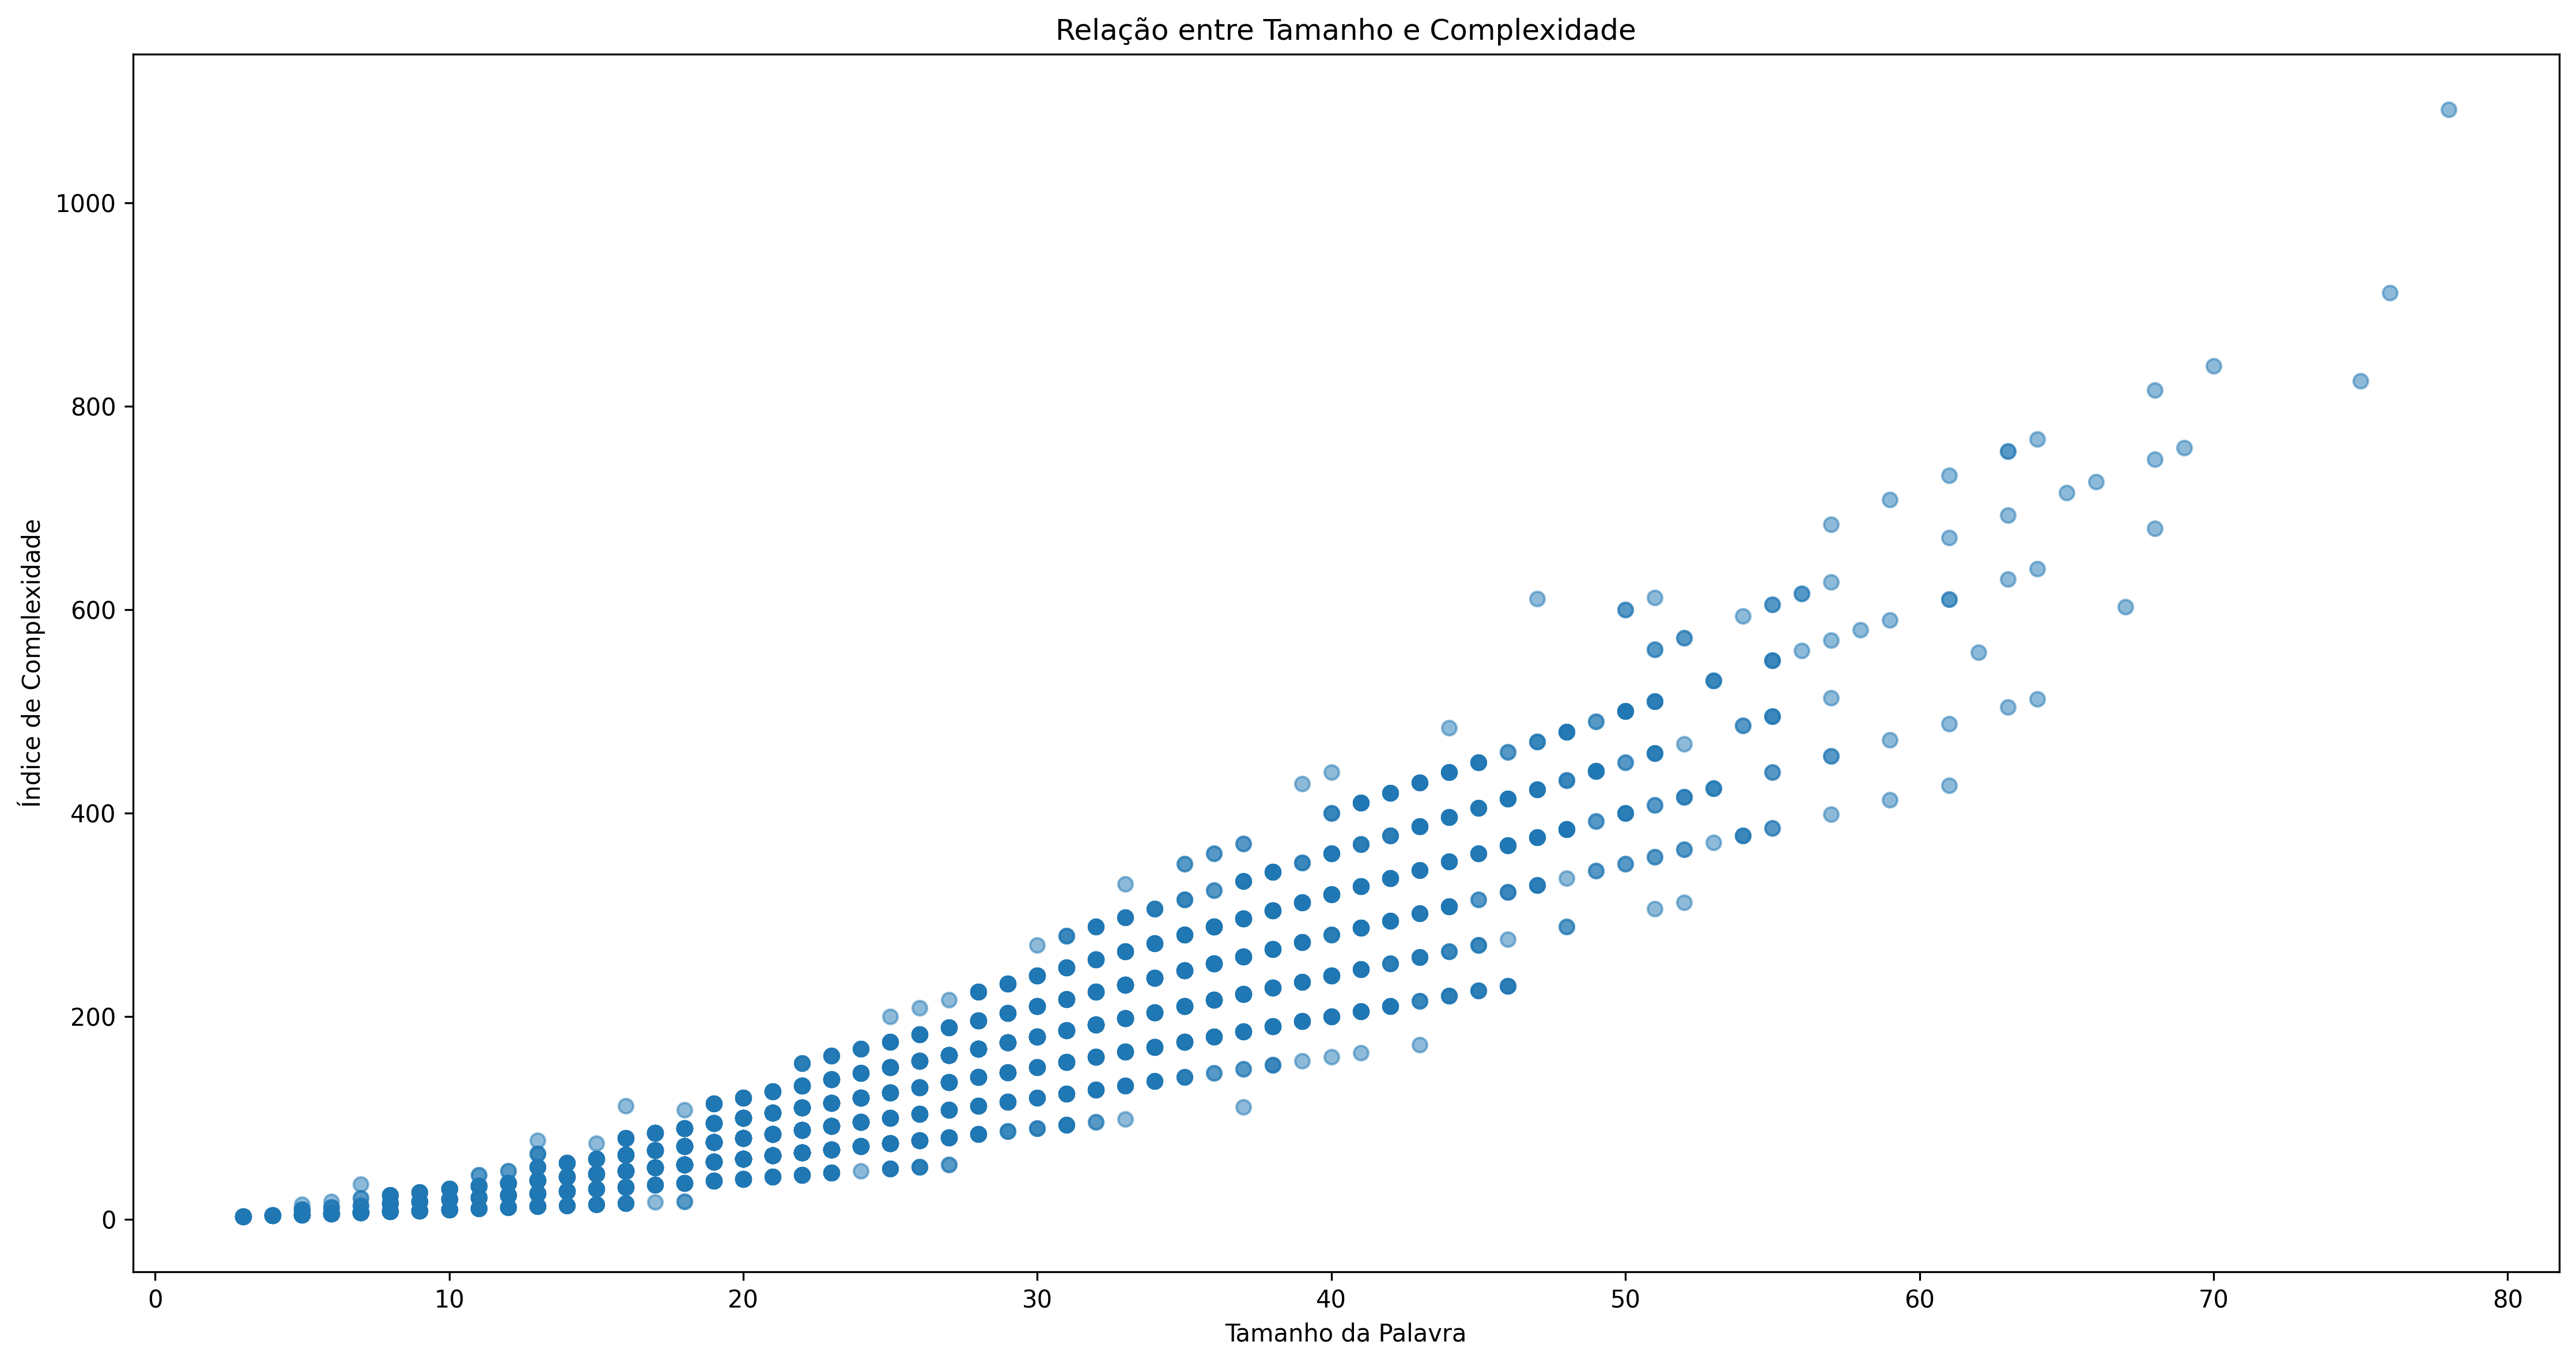 Relação entre Tamanho e Complexidade
Índice de Complexidade
1000
800
600
400
200
0
0 10 20 30 40 50 60 70 80
Tamanho da Palavra